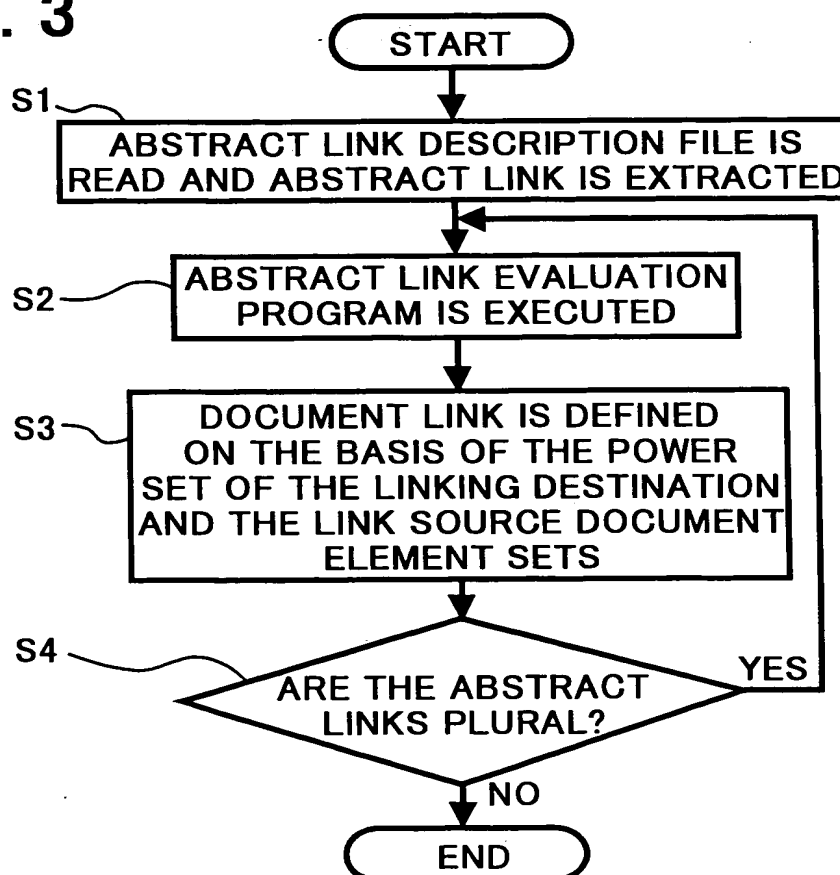 . 3
START
S1
ABSTRACT LINK DESCRIPTION FILE IS
READ AND ABSTRACT LINK IS EXTRACTED
S2
ABSTRACT LINK EVALUATION
PROGRAM IS EXECUTED
S3
DOCUMENT LINK IS DEFINED
ON THE BASIS OF THE POWER
SET OF THE LINKING DESTINATION
AND THE LINK SOURCE DOCUMENT
ELEMENT SETS
S4
ARE THE ABSTRACT
LINKS PLURAL?
YES
NO
END